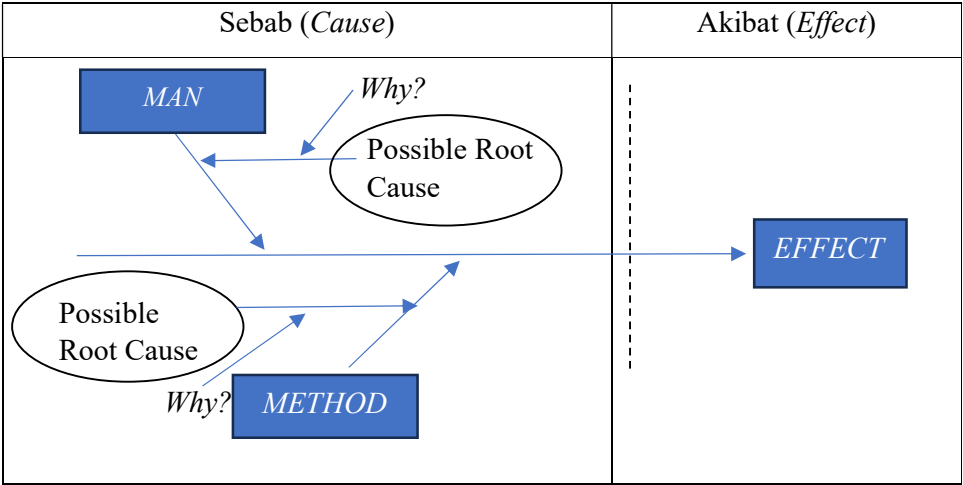 Sebab (Cause)
Akibat (Effect)
MAN
Why?
Possible Root
Cause
EFFECT
Possible
Root Cause
Why?
METHOD